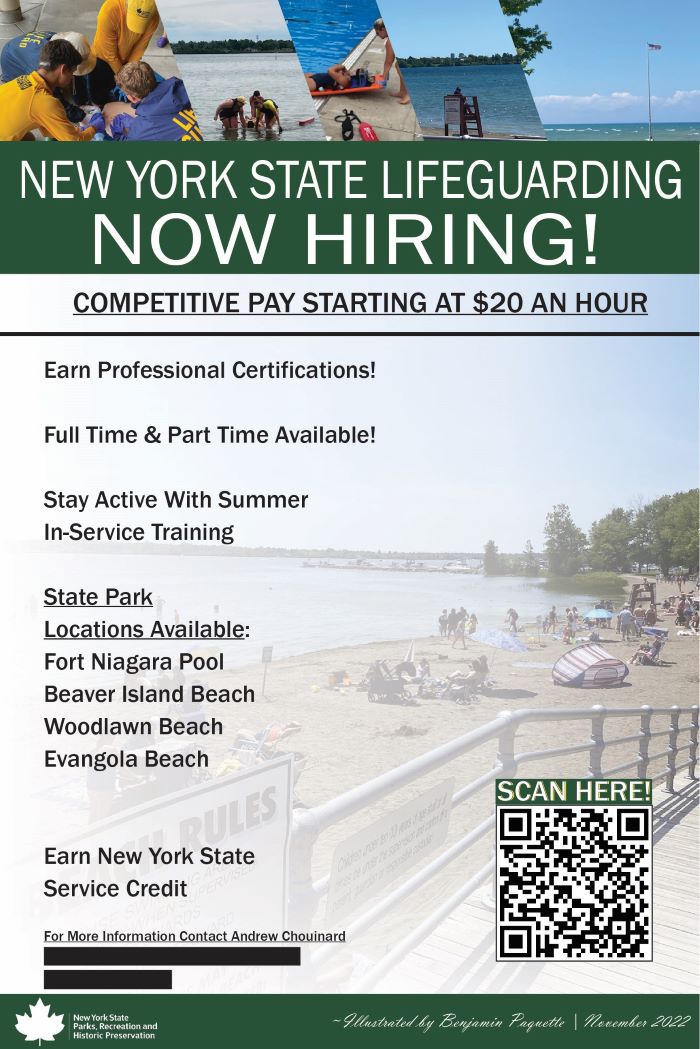 NEW YORK STATE LIFEGUARDING
NOW HIRING!
COMPETITIVE PAY STARTING AT $20 AN HOUR
Earn Professional Certifications!
Full Time & Part Time Available!
Stay Active With Summer
In-Service Training
State Park
Locations Available:
Fort Niagara Pool
Beaver Island Beach
Woodlawn Beach
Evangola Beach
BEACH RULES
SCAN HERE!
Earn New York State
Service Credit
For More Information Contact Andrew Chouinard
New York State
Parks, Recreation and
Historic Preservation
~Illustrated by Benjamin Paquette | November 2022